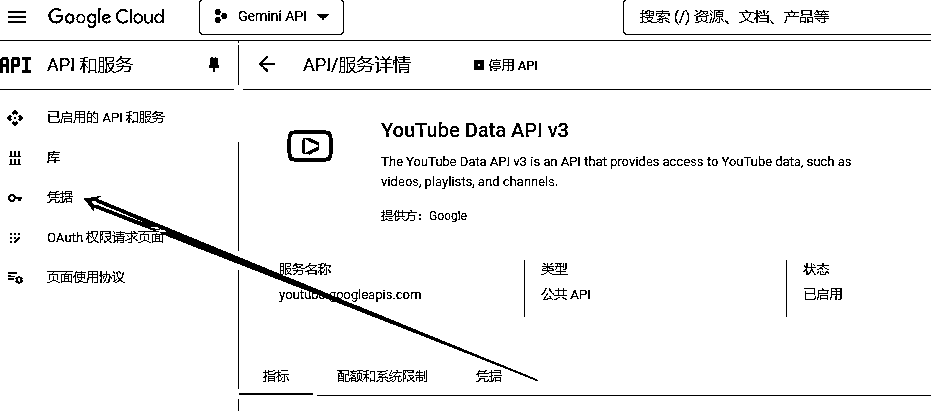 Google Cloud
Gemini API
搜索 (/) 资源、文档、产品等
API API 和服务
API/服务详情
停用 API
已启用的 API 和服务
库
凭据
OAuth 权限请求页面
页面使用协议
YouTube Data API v3
The YouTube Data API v3 is an API that provides access to YouTube data, such as
videos, playlists, and channels.
提供方：Google
服务名称
youtube.googleapis.com
类型
公共 API
状态
已启用
指标
配额和系统限制
凭据